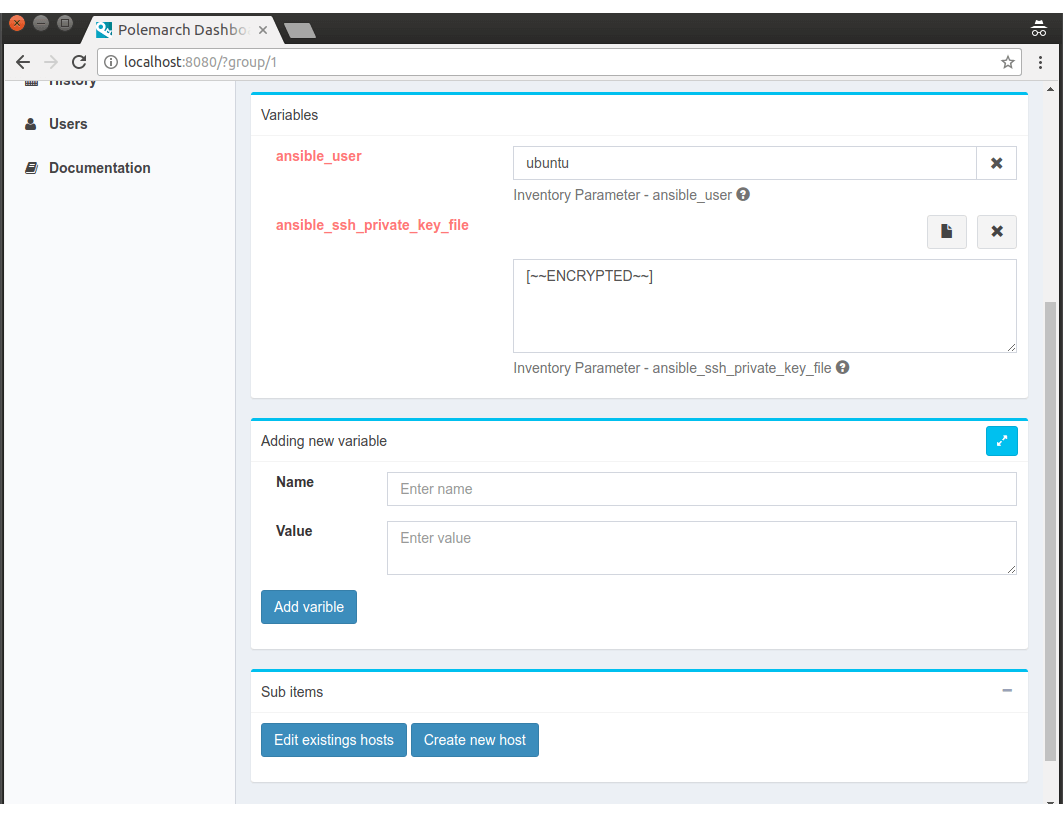 Polemarch Dashbo
localhost:8080/?group/1
History
Users
Documentation
Variables
ansible_user
ubuntu
Inventory Parameter - ansible_user
ansible_ssh_private_key_file
[~~ENCRYPTED~~]
Inventory Parameter - ansible_ssh_private_key_file
Adding new variable
Name
Enter name
Value
Enter value
Add varible
Sub items
Edit existings hosts
Create new host